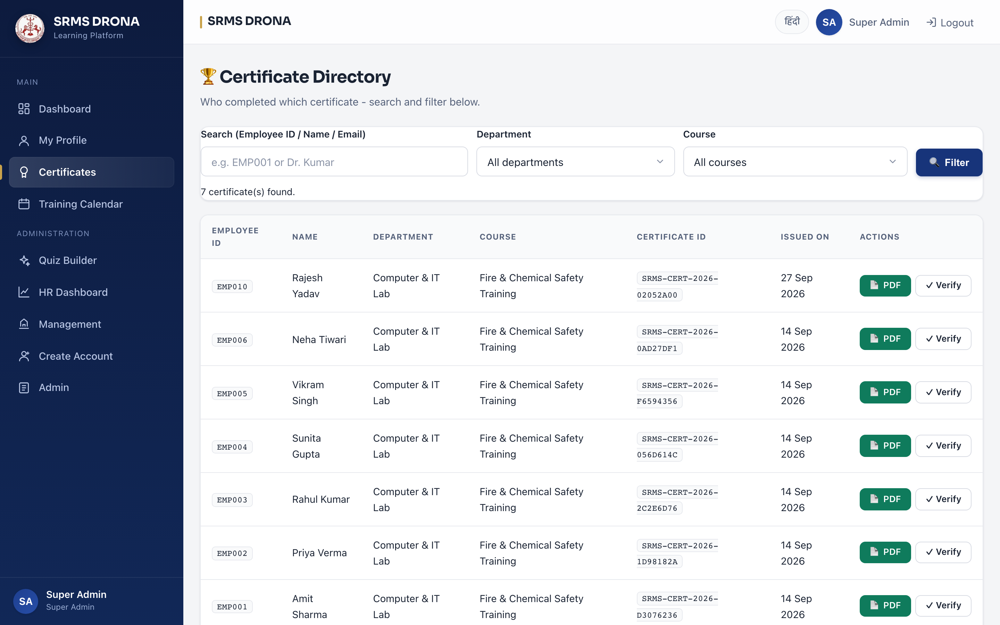 SRMS DRONA
Learning Platform
MAIN
Dashboard
My Profile
Certificates
Training Calendar
ADMINISTRATION
Quiz Builder
HR Dashboard
Management
Create Account
Admin
SA
Super Admin
Super Admin
SRMS DRONA
हिंदी
SA
Super Admin
Logout
Certificate Directory
Who completed which certificate - search and filter below.
Search (Employee ID / Name / Email)
Department
Course
e.g. EMP001 or Dr. Kumar
All departments
All courses
Filter
7 certificate(s) found.
EMPLOYEE
ID
NAME
DEPARTMENT
COURSE
CERTIFICATE ID
ISSUED ON
ACTIONS
EMP010
Rajesh
Yadav
Computer & IT
Lab
Fire & Chemical Safety
Training
SRMS-CERT-2026-
02052A00
27 Sep
2026
PDF
✓ Verify
EMP006
Neha Tiwari
Computer & IT
Lab
Fire & Chemical Safety
Training
SRMS-CERT-2026-
0AD27DF1
14 Sep
2026
PDF
✓ Verify
EMP005
Vikram
Singh
Computer & IT
Lab
Fire & Chemical Safety
Training
SRMS-CERT-2026-
F6594356
14 Sep
2026
PDF
✓ Verify
EMP004
Sunita
Gupta
Computer & IT
Lab
Fire & Chemical Safety
Training
SRMS-CERT-2026-
056D614C
14 Sep
2026
PDF
✓ Verify
EMP003
Rahul Kumar
Computer & IT
Lab
Fire & Chemical Safety
Training
SRMS-CERT-2026-
2C2E6D76
14 Sep
2026
PDF
✓ Verify
EMP002
Priya Verma
Computer & IT
Lab
Fire & Chemical Safety
Training
SRMS-CERT-2026-
1D98182A
14 Sep
2026
PDF
✓ Verify
EMP001
Amit
Sharma
Computer & IT
Lab
Fire & Chemical Safety
Training
SRMS-CERT-2026-
D3076236
14 Sep
2026
PDF
✓ Verify